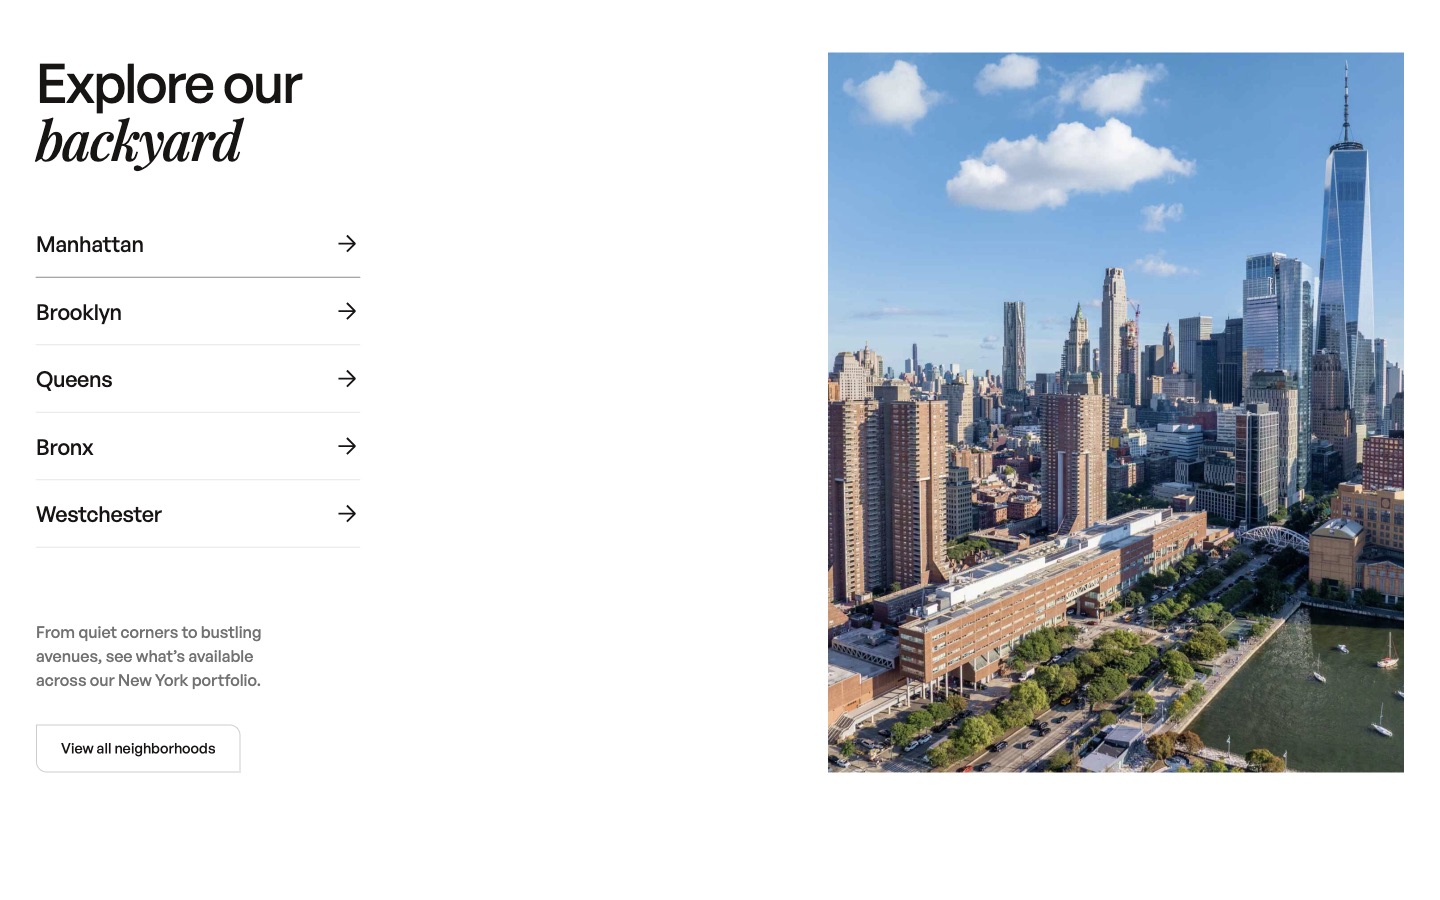 Explore our
backyard
Manhattan
Brooklyn
Queens
Bronx
Westchester
From quiet corners to bustling
avenues, see what’s available
across our New York portfolio.
View all neighborhoods